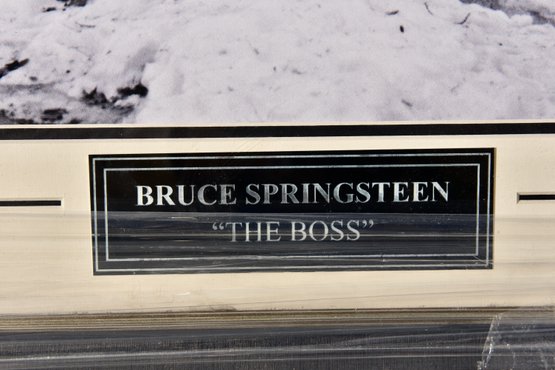 BRUCE SPRINGSTEEN
“THE BOSS”